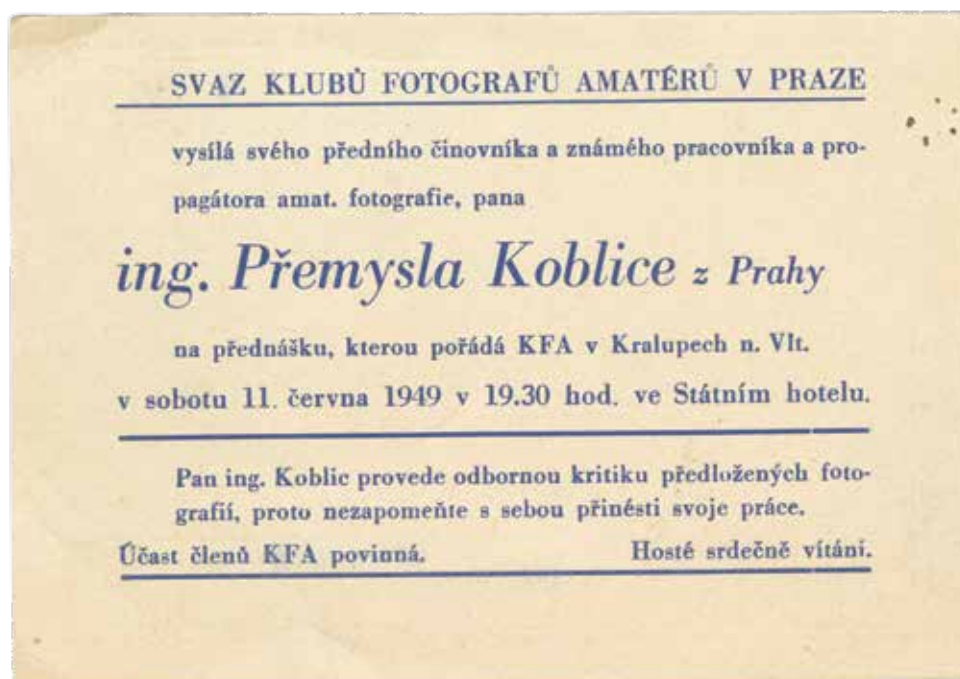 SVAZ KLUBŮ FOTOGRAFŮ AMATÉRŮ V PRAZE
vysílá svého předního činovníka a známého pracovníka a pro-
pagátora amat. fotografie, pana
ing. Přemysla Koblice z Prahy
na přednášku, kterou pořádá KFA v Kralupech n. Vlt.
v sobotu 11. června 1949 v 19.30 hod. ve Státním hotelu.
Pan ing. Koblic provede odbornou kritiku předložených foto-
grafií, proto nezapomeňte s sebou přinésti svoje práce.
Účast členů KFA povinná. Hosté srdečně vítáni.